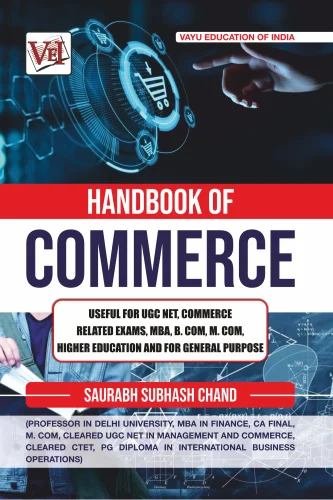 VEI
VAYU EDUCATION OF INDIA
HANDBOOK OF
COMMERCE
USEFUL FOR UGC NET, COMMERCE
RELATED EXAMS, MBA, B. COM, M. COM,
HIGHER EDUCATION AND FOR GENERAL PURPOSE
SAURABH SUBHASH CHAND
(PROFESSOR IN DELHI UNIVERSITY, MBA IN FINANCE, CA FINAL,
M. COM, CLEARED UGC NET IN MANAGEMENT AND COMMERCE,
CLEARED CTET, PG DIPLOMA IN INTERNATIONAL BUSINESS
OPERATIONS)